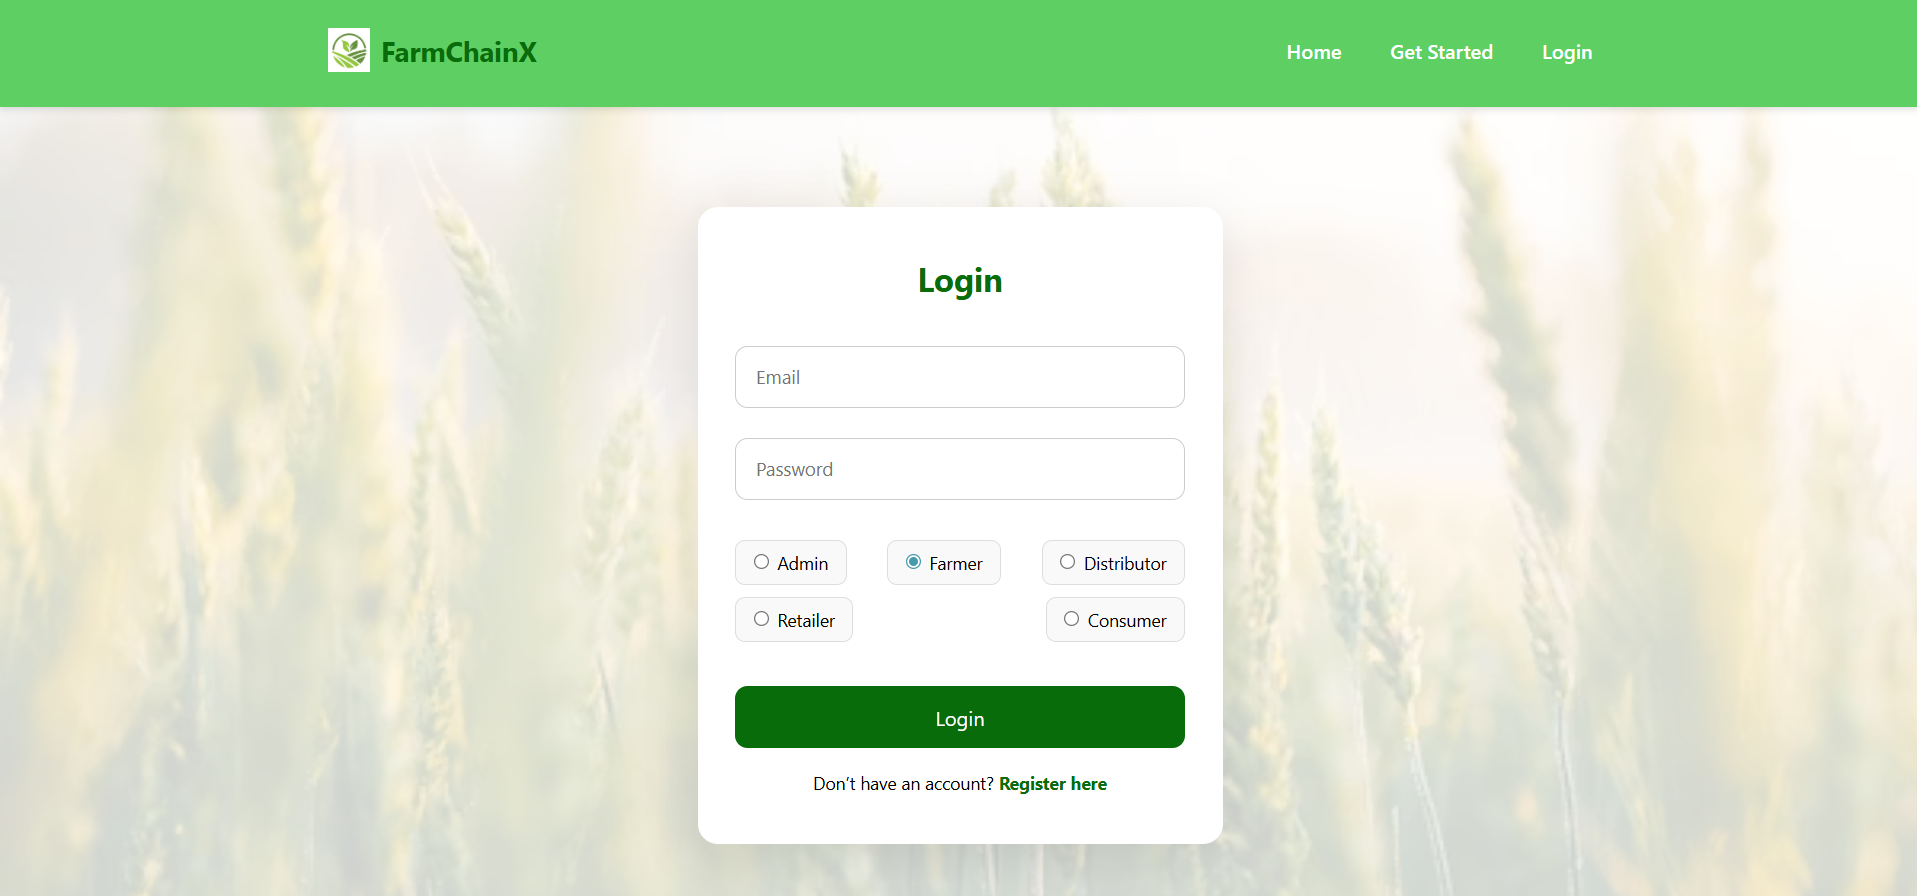 FarmChainX
Home Get Started Login
Login
Email
Password
Admin Farmer Distributor
Retailer Consumer
Login
Don’t have an account? Register here